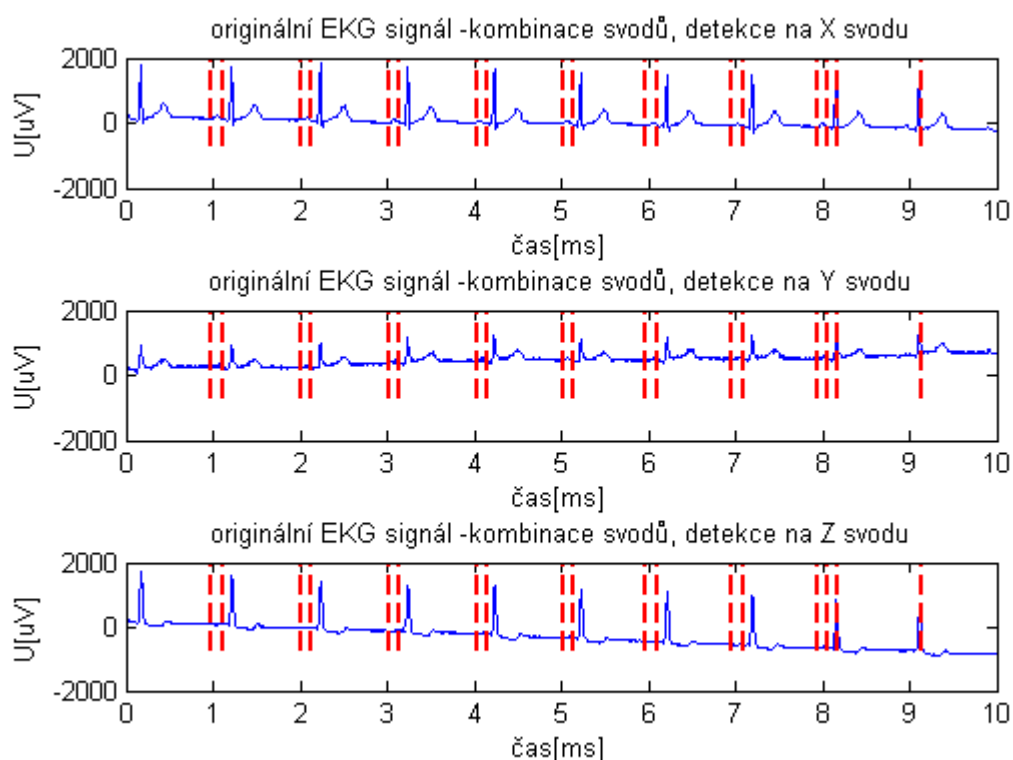 originální EKG signál -kombinace svodů, detekce na X svodu
2000
0
-2000
U[uV]
0 1 2 3 4 5 6 7 8 9 10
čas[ms]
originální EKG signál -kombinace svodů, detekce na Y svodu
2000
0
-2000
U[uV]
0 1 2 3 4 5 6 7 8 9 10
čas[ms]
originální EKG signál -kombinace svodů, detekce na Z svodu
2000
0
-2000
U[uV]
0 1 2 3 4 5 6 7 8 9 10
čas[ms]